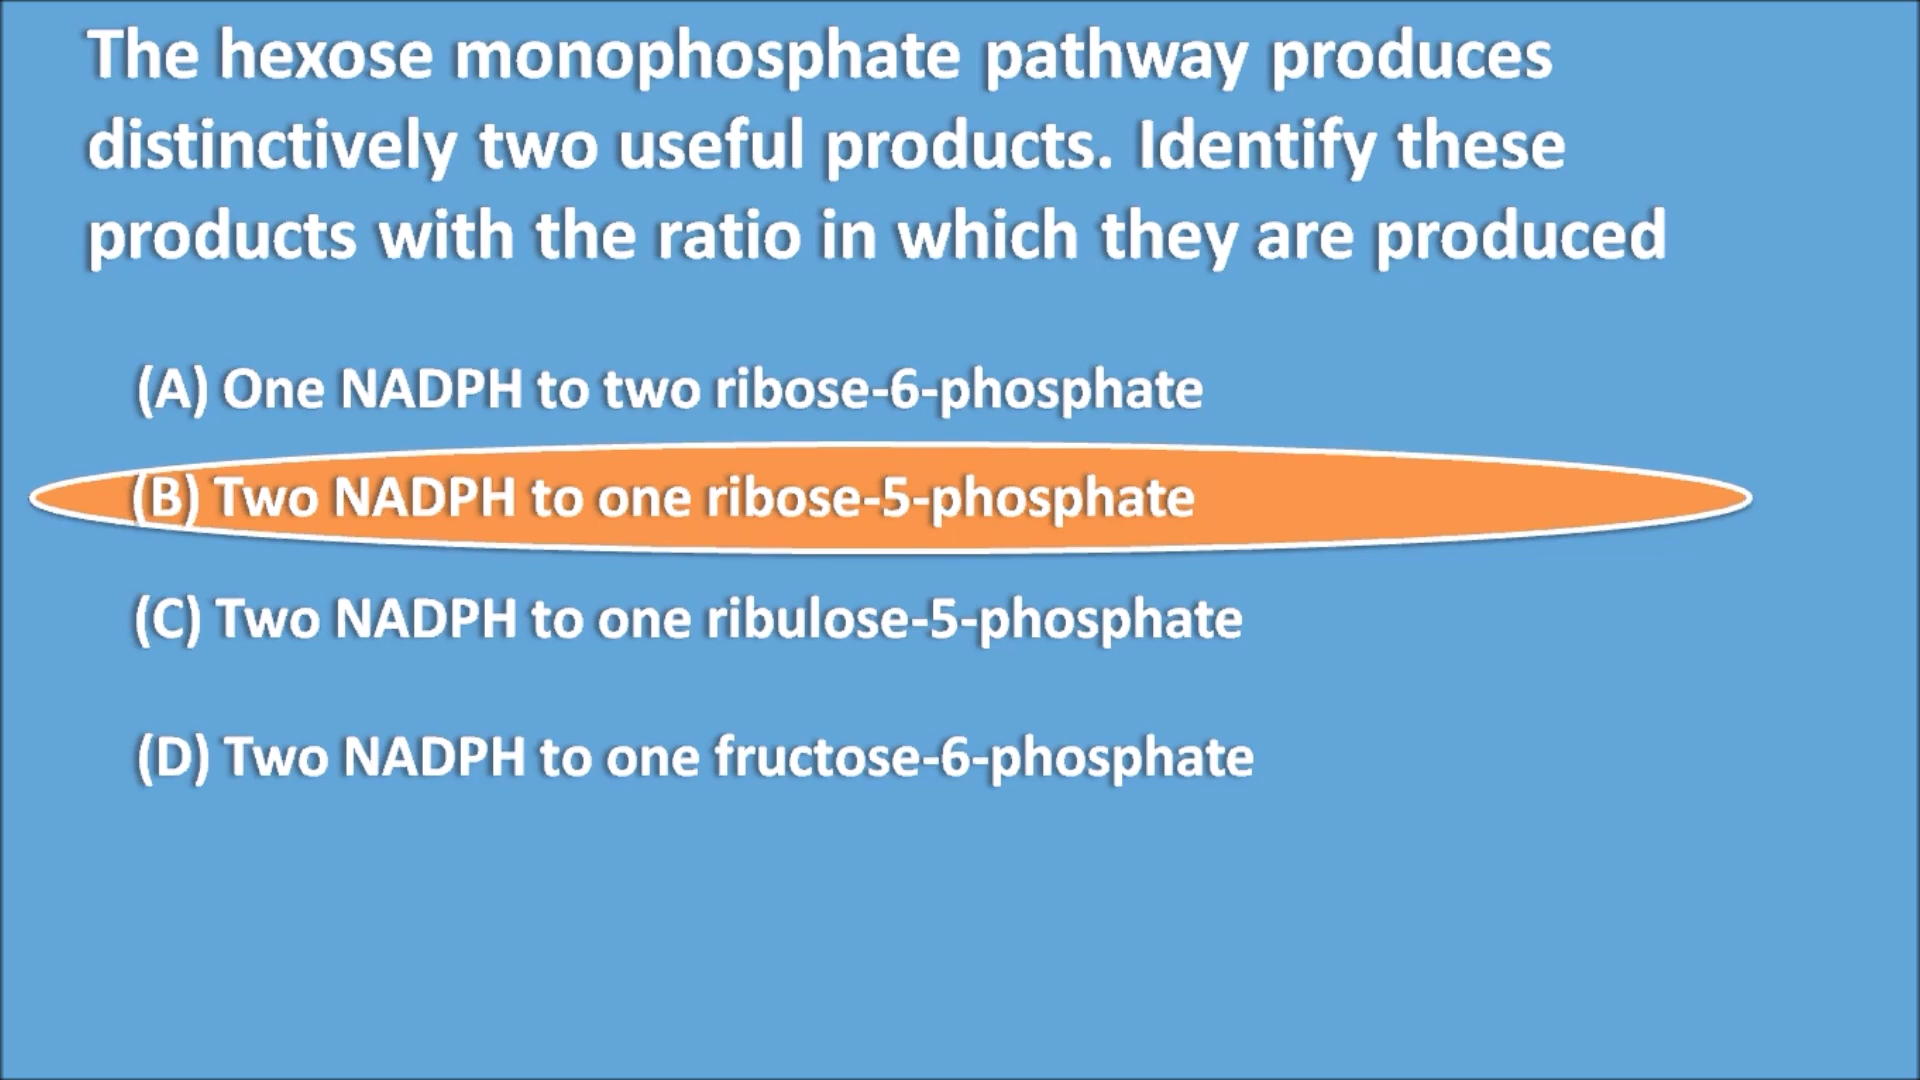 The hexose monophosphate pathway produces
distinctively two useful products. Identify these
products with the ratio in which they are produced
(A) One NADPH to two ribose-6-phosphate
(B) Two NADPH to one ribose-5-phosphate
(C) Two NADPH to one ribulose-5-phosphate
(D) Two NADPH to one fructose-6-phosphate